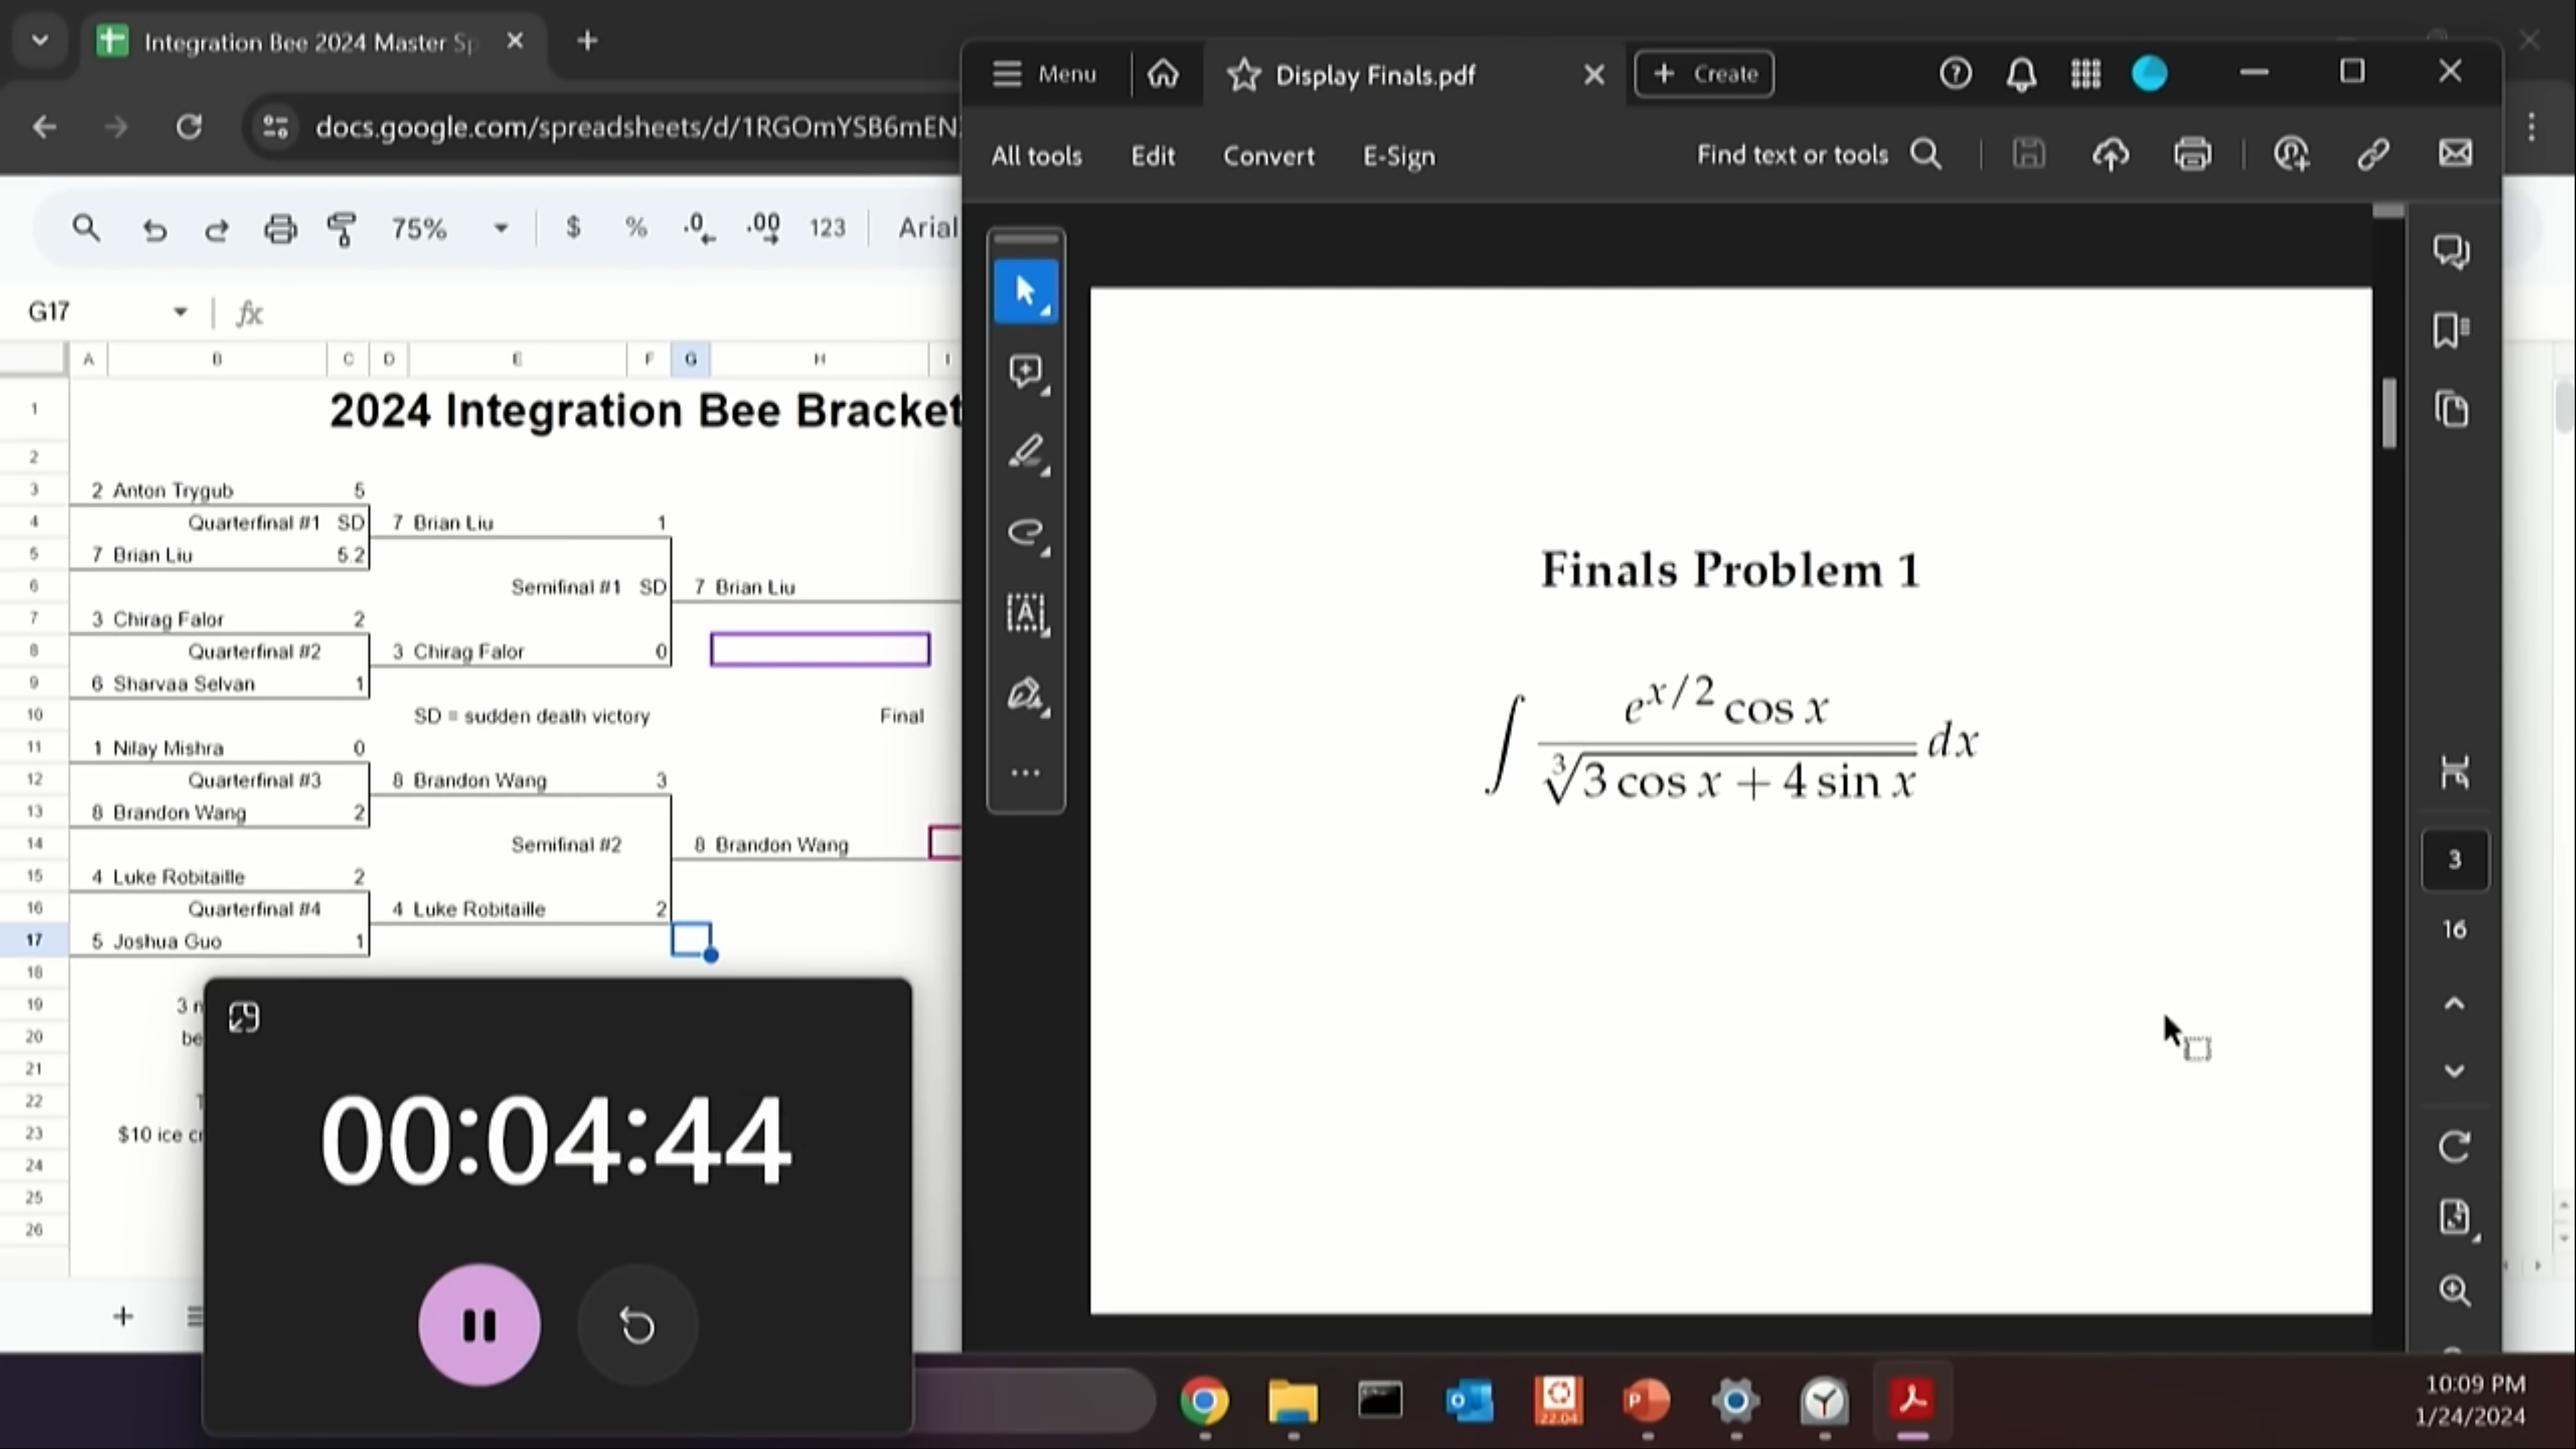 Integration Bee 2024 Master Sp
docs.google.com/spreadsheets/d/1RGOmYSB6mEN
75%
$ % .0 .00 123 Arial
G17 fx
A B C D E F G H I
1 2024 Integration Bee Bracket
2
3 2 Anton Trygub 5
4 Quarterfinal #1 SD 7 Brian Liu 1
5 7 Brian Liu 5.2
6 Semifinal #1 SD 7 Brian Liu
7 3 Chirag Falor 2
8 Quarterfinal #2 3 Chirag Falor 0
9 6 Sharvaa Selvan 1
10 SD = sudden death victory Final
11 1 Nilay Mishra 0
12 Quarterfinal #3 8 Brandon Wang 3
13 8 Brandon Wang 2
14 Semifinal #2 8 Brandon Wang
15 4 Luke Robitaille 2
16 Quarterfinal #4 4 Luke Robitaille 2
17 5 Joshua Guo 1
18
19 3
20 be
21
22
23 $10 ice
24
25
26
00:04:44
Menu Display Finals.pdf Create
All tools Edit Convert E-Sign Find text or tools
Finals Problem 1
∫ e^{x/2} cos x / ∛(3 cos x + 4 sin x) dx
3
16
22.04
10:09 PM
1/24/2024